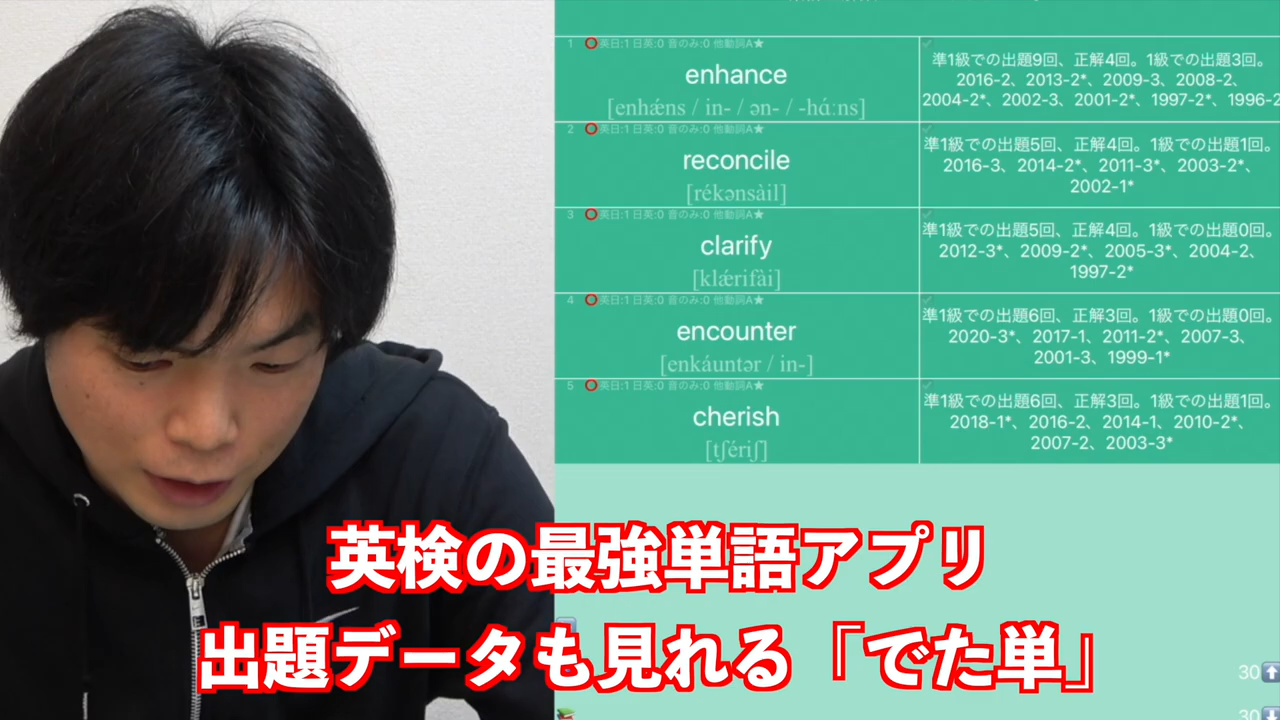 1 ⭕英日:1 日英:0 音のみ:0 他動詞A★
enhance
[enhǽns / in- / ən- / -hɑ́ːns]
準1級での出題9回、正解4回。1級での出題3回。
2016-2、2013-2*、2009-3、2008-2、
2004-2*、2002-3、2001-2*、1997-2*、1996-2
2 ⭕英日:1 日英:0 音のみ:0 他動詞A★
reconcile
[rékənsàil]
準1級での出題5回、正解4回。1級での出題1回。
2016-3、2014-2*、2011-3*、2003-2*、
2002-1*
3 ⭕英日:1 日英:0 音のみ:0 他動詞A★
clarify
[klǽrifài]
準1級での出題5回、正解4回。1級での出題0回。
2012-3*、2009-2*、2005-3*、2004-2、
1997-2*
4 ⭕英日:1 日英:0 音のみ:0 他動詞A★
encounter
[enkáuntər / in-]
準1級での出題6回、正解3回。1級での出題0回。
2020-3*、2017-1、2011-2*、2007-3、
2001-3、1999-1*
5 ⭕英日:1 日英:0 音のみ:0 他動詞A★
cherish
[tʃériʃ]
準1級での出題6回、正解3回。1級での出題1回。
2018-1*、2016-2、2014-1、2010-2*、
2007-2、2003-3*
英検の最強単語アプリ
出題データも見れる「でた単」
30⬆
30⬇